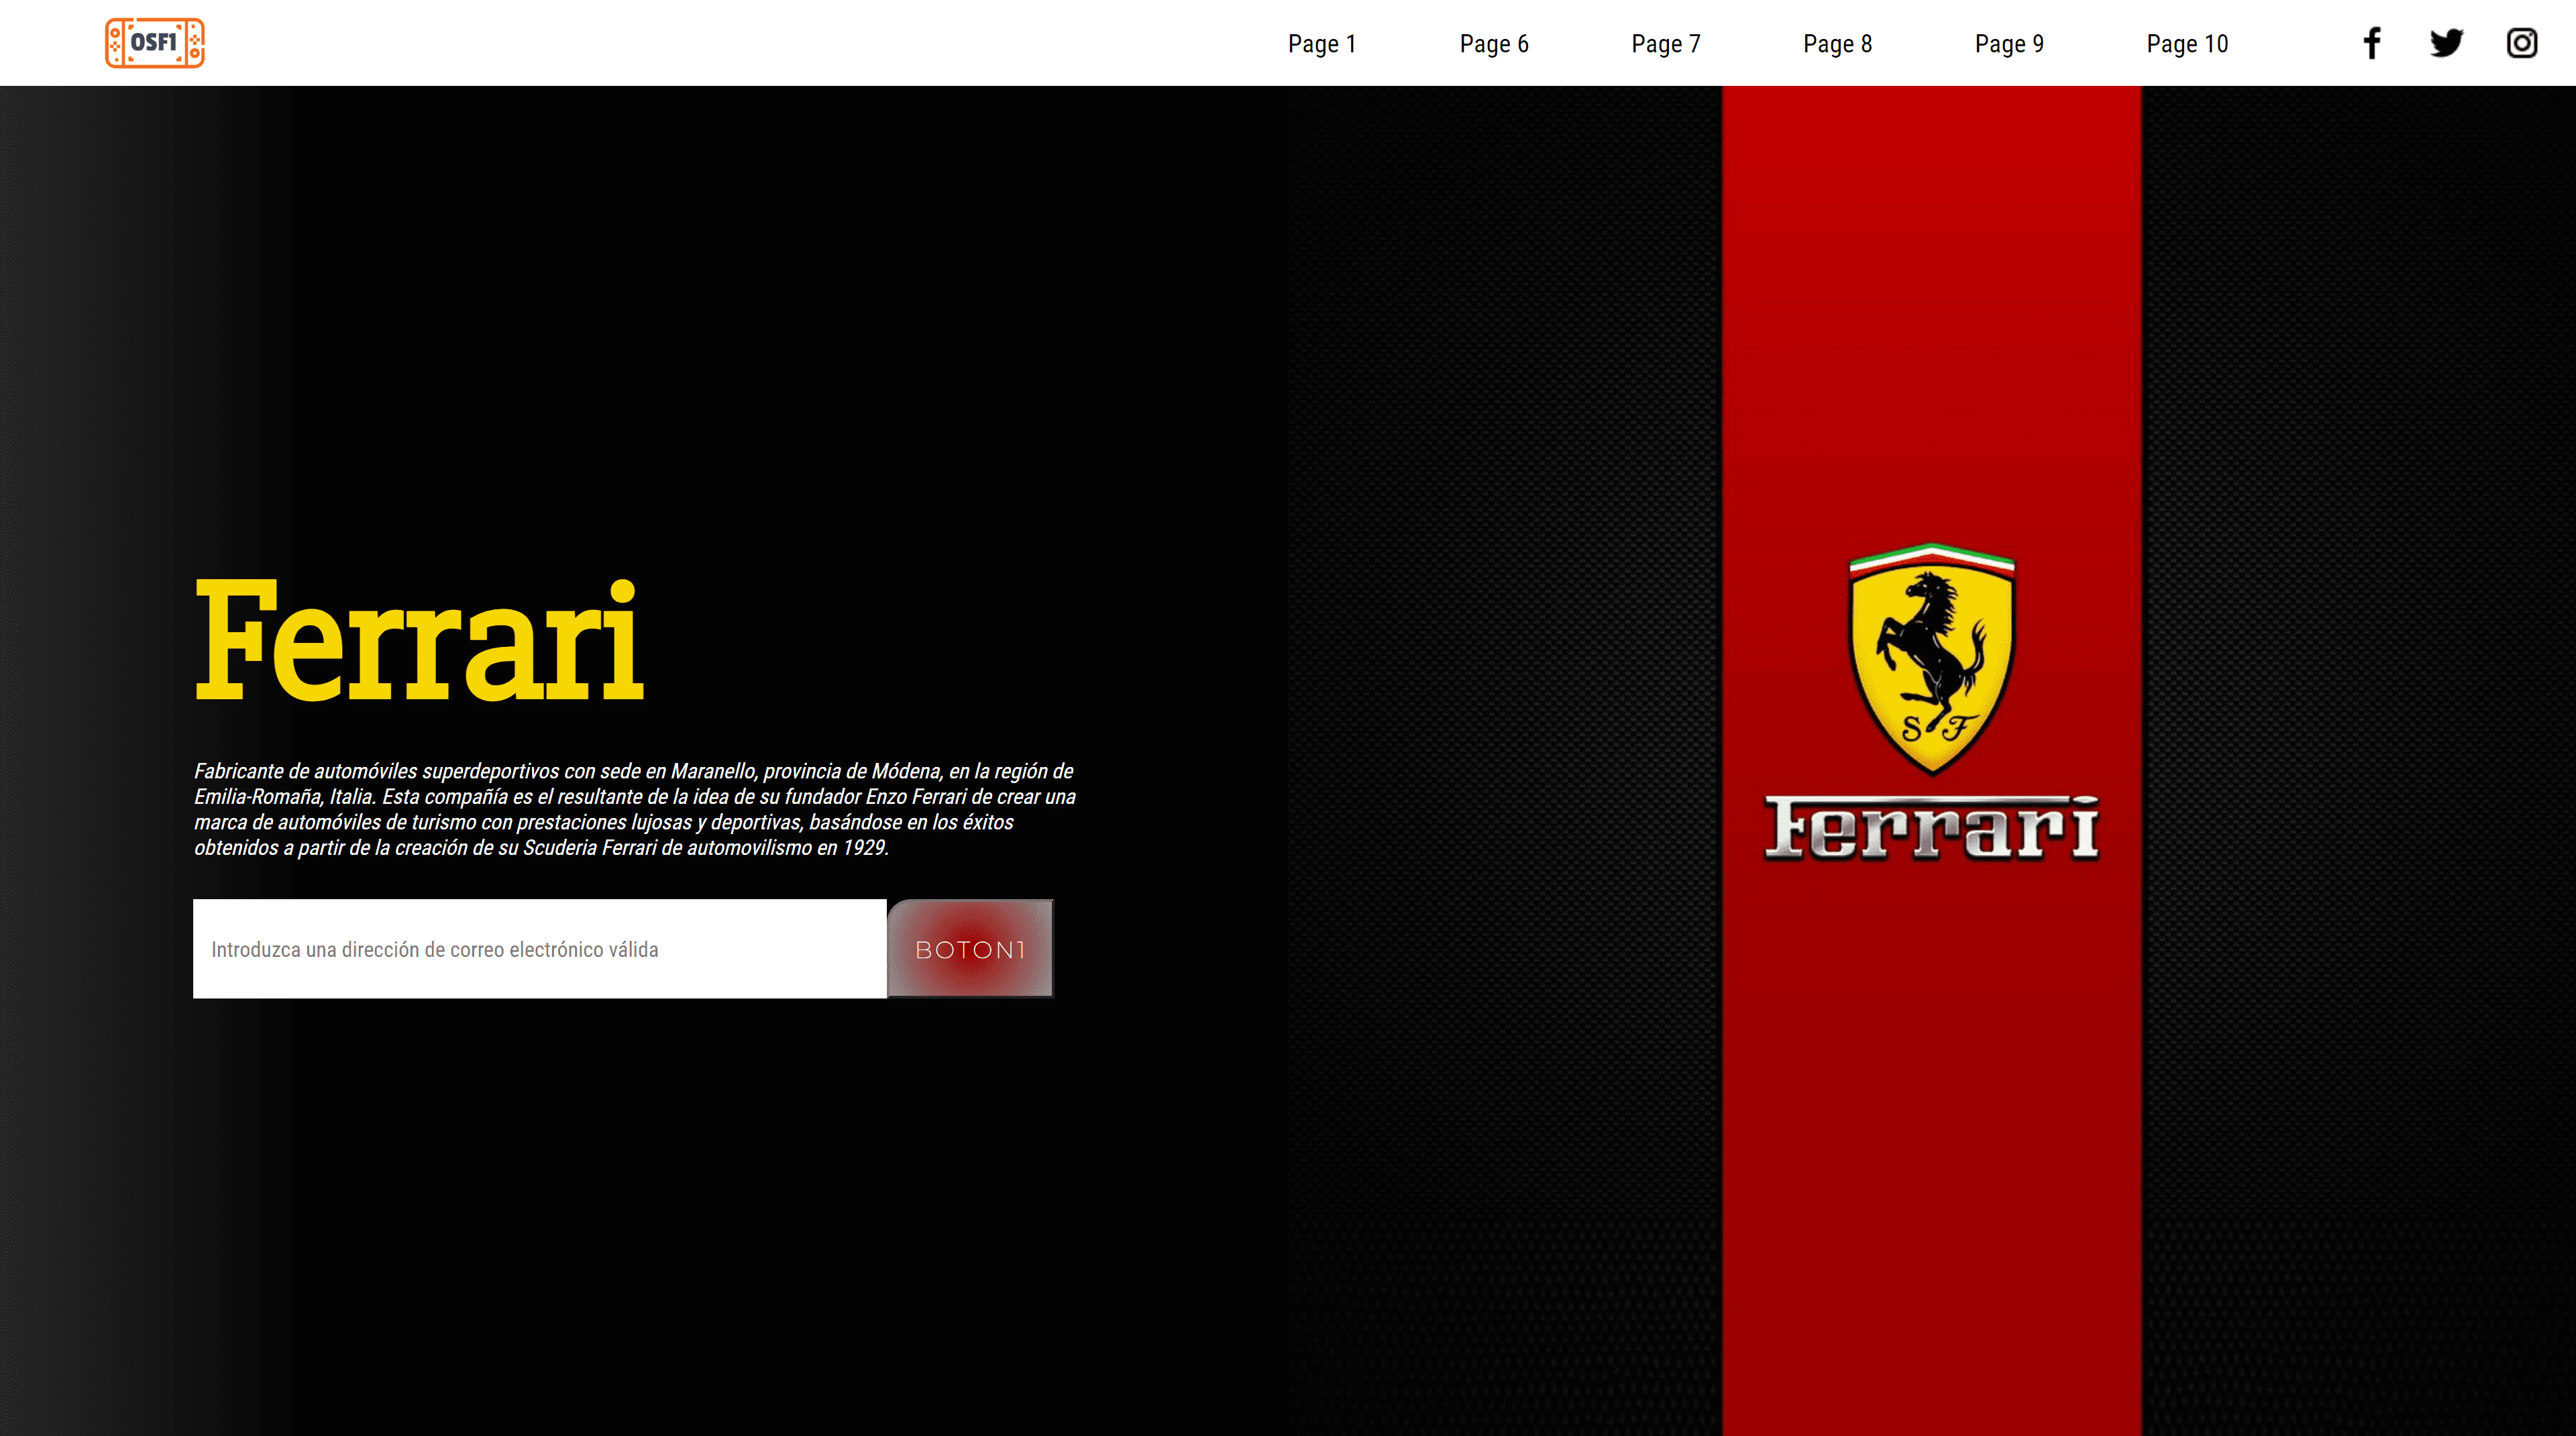 OSF1
Page 1
Page 6
Page 7
Page 8
Page 9
Page 10
Ferrari
Fabricante de automóviles superdeportivos con sede en Maranello, provincia de Módena, en la región de
Emilia-Romaña, Italia. Esta compañía es el resultante de la idea de su fundador Enzo Ferrari de crear una
marca de automóviles de turismo con prestaciones lujosas y deportivas, basándose en los éxitos
obtenidos a partir de la creación de su Scuderia Ferrari de automovilismo en 1929.
Introduzca una dirección de correo electrónico válida
BOTON1
S F
Ferrari